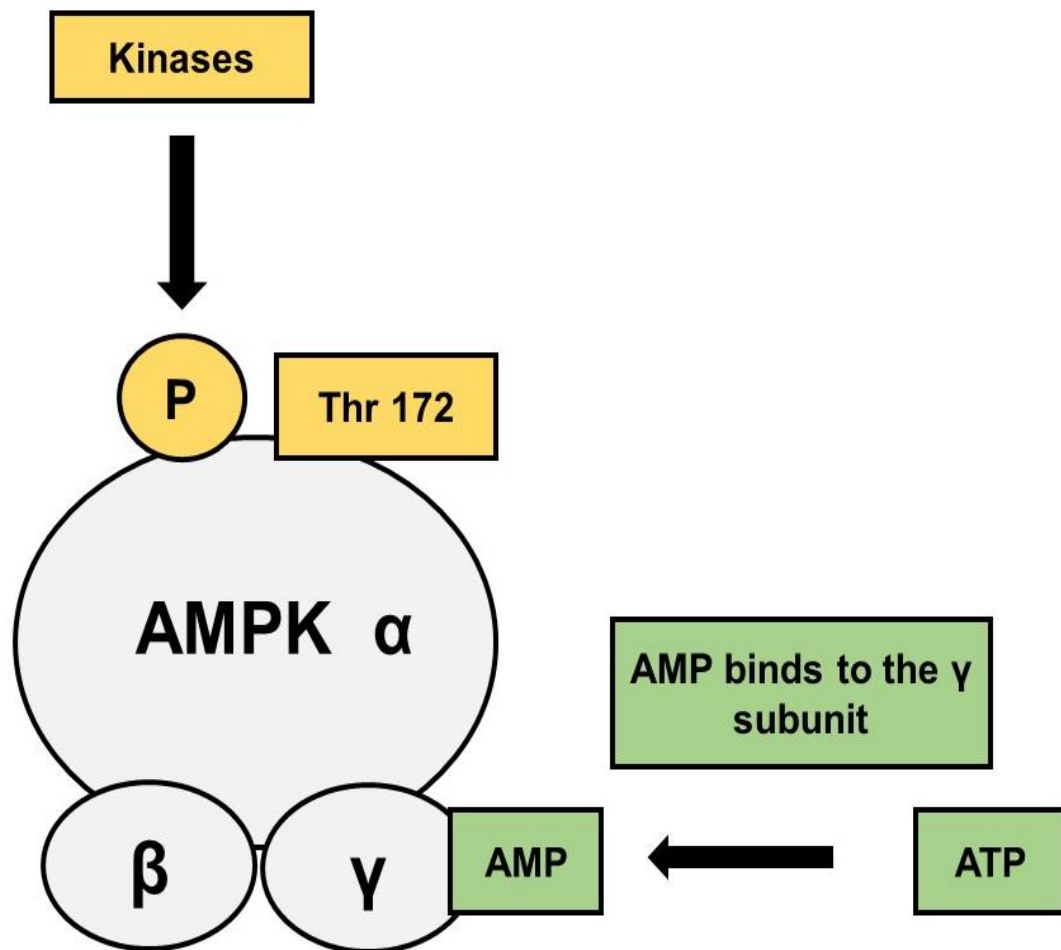 Kinases
P
Thr 172
AMPK α
AMP binds to the γ
subunit
β
γ
AMP
ATP